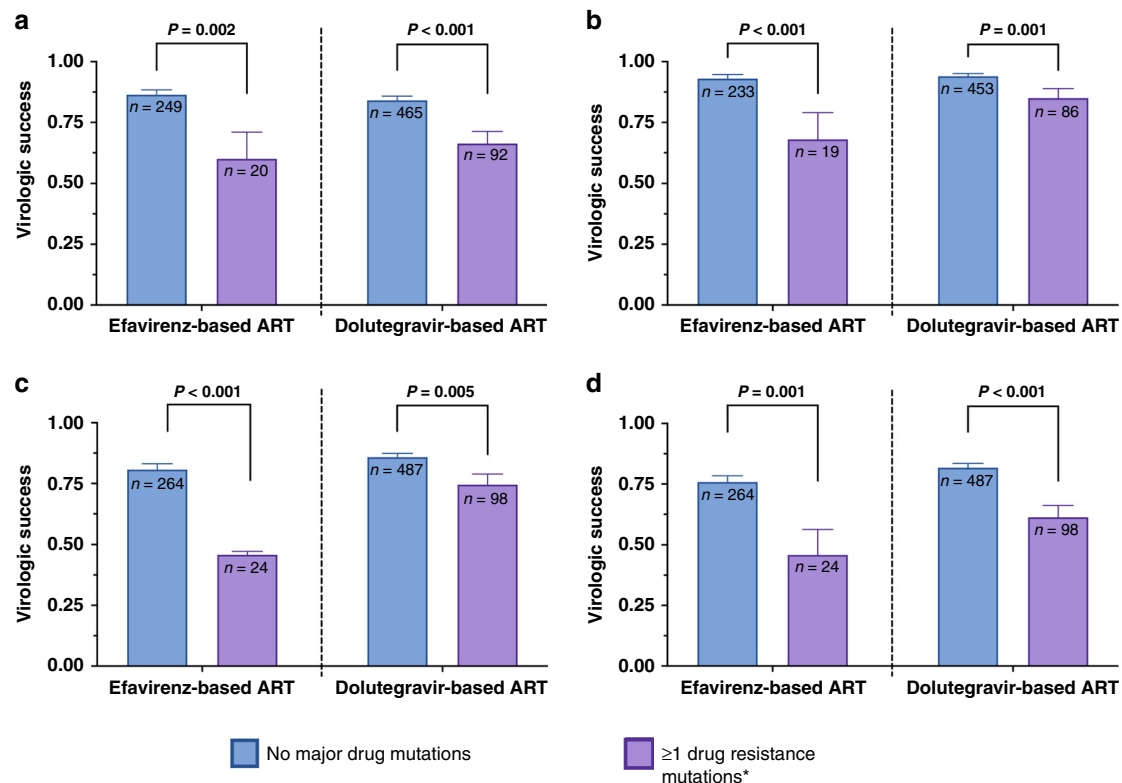 a
P = 0.002
P < 0.001
Virologic success
1.00
0.75
0.50
0.25
0.00
n = 249
n = 20
n = 465
n = 92
Efavirenz-based ART
Dolutegravir-based ART
b
P < 0.001
P = 0.001
Virologic success
1.00
0.75
0.50
0.25
0.00
n = 233
n = 19
n = 453
n = 86
Efavirenz-based ART
Dolutegravir-based ART
c
P < 0.001
P = 0.005
Virologic success
1.00
0.75
0.50
0.25
0.00
n = 264
n = 24
n = 487
n = 98
Efavirenz-based ART
Dolutegravir-based ART
d
P = 0.001
P < 0.001
Virologic success
1.00
0.75
0.50
0.25
0.00
n = 264
n = 24
n = 487
n = 98
Efavirenz-based ART
Dolutegravir-based ART
No major drug mutations
≥1 drug resistance
mutations*